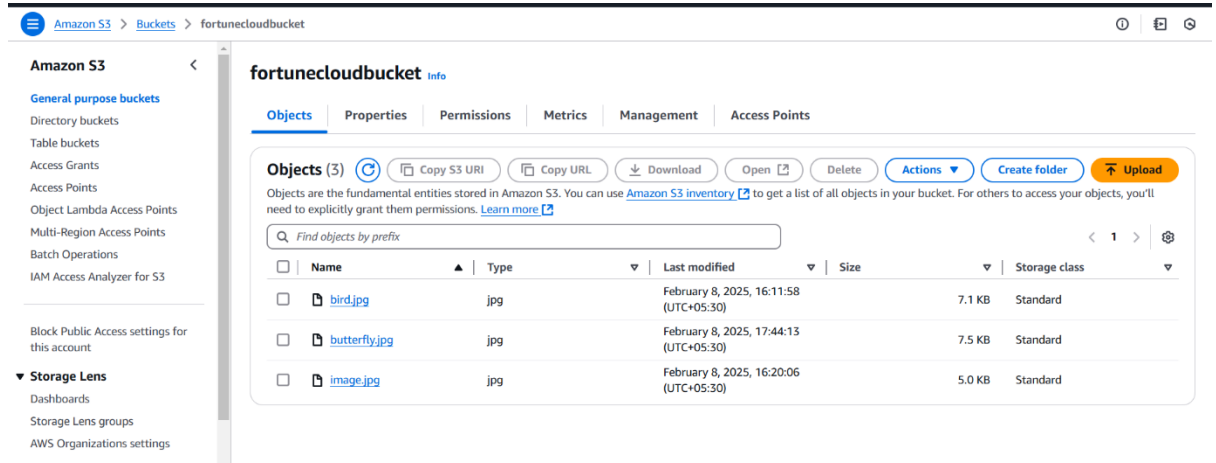 Amazon S3 > Buckets > fortunecloudbucket
Amazon S3
General purpose buckets
Directory buckets
Table buckets
Access Grants
Access Points
Object Lambda Access Points
Multi-Region Access Points
Batch Operations
IAM Access Analyzer for S3
Block Public Access settings for
this account
Storage Lens
Dashboards
Storage Lens groups
AWS Organizations settings
fortunecloudbucket Info
Objects Properties Permissions Metrics Management Access Points
Objects (3) Copy S3 URI Copy URL Download Open Delete Actions Create folder Upload
Objects are the fundamental entities stored in Amazon S3. You can use Amazon S3 inventory to get a list of all objects in your bucket. For others to access your objects, you'll
need to explicitly grant them permissions. Learn more
Find objects by prefix
1
Name Type Last modified Size Storage class
bird.jpg jpg February 8, 2025, 16:11:58 (UTC+05:30) 7.1 KB Standard
butterfly.jpg jpg February 8, 2025, 17:44:13 (UTC+05:30) 7.5 KB Standard
image.jpg jpg February 8, 2025, 16:20:06 (UTC+05:30) 5.0 KB Standard